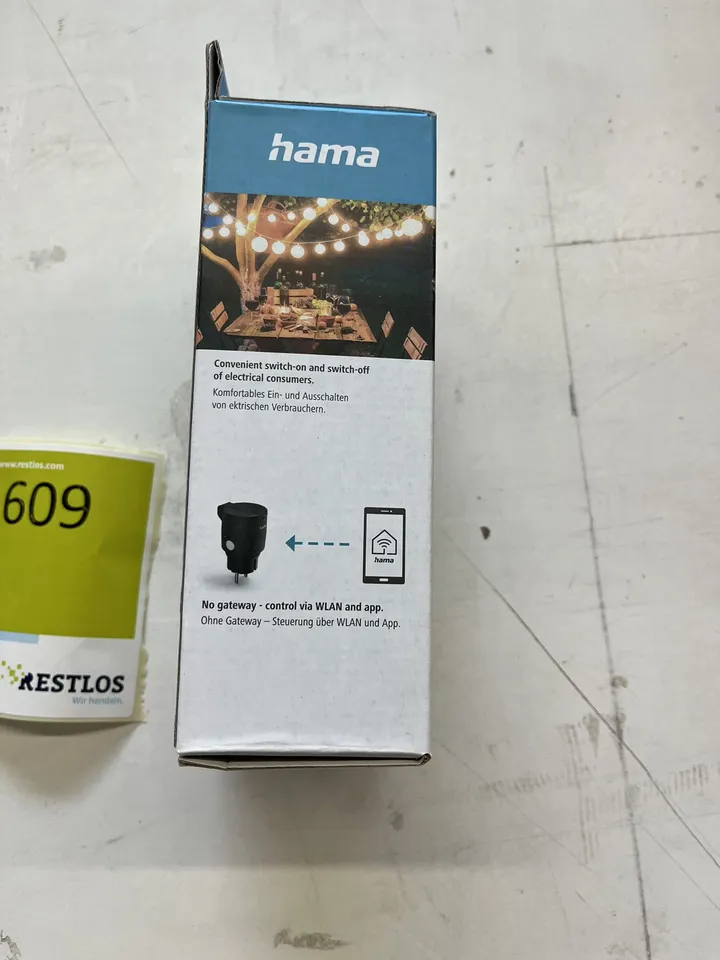 hama
Convenient switch-on and switch-off
of electrical consumers.
Komfortables Ein- und Ausschalten
von ektrischen Verbrauchern.
hama
No gateway - control via WLAN and app.
Ohne Gateway – Steuerung über WLAN und App.
www.restlos.com
609
RESTLOS
Wir handeln.